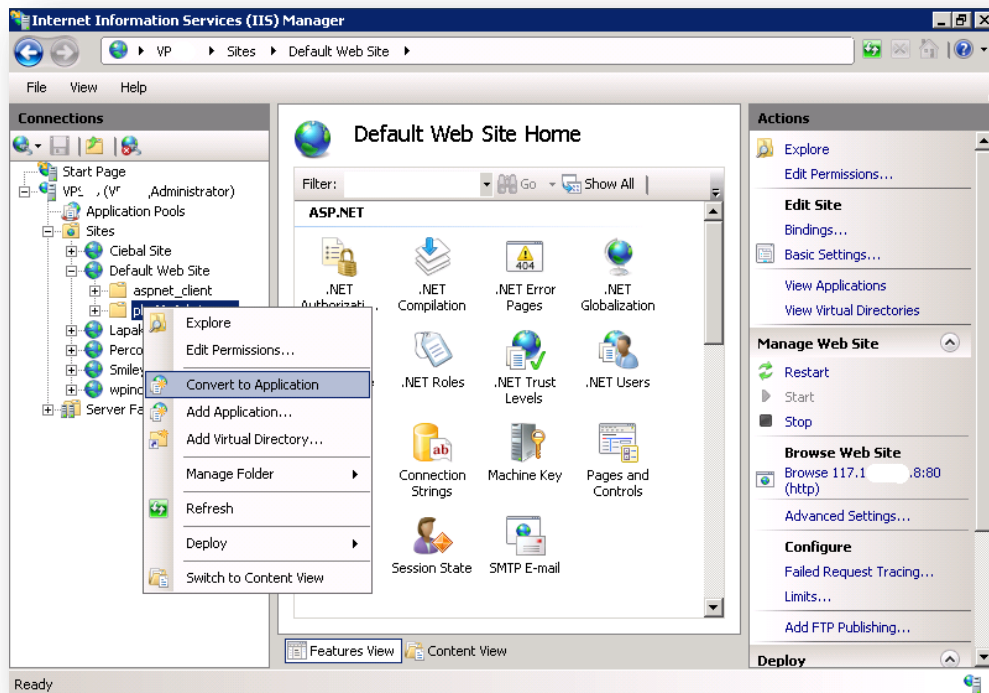 Internet Information Services (IIS) Manager
VP Sites Default Web Site
File View Help
Connections
Start Page
(V ,Administrator)
Application Pools
Sites
Ciebal Site
Default Web Site
aspnet_client
Lapak
Perco
Smiley
wpind
Server Fa
Explore
Edit Permissions...
Convert to Application
Add Application...
Add Virtual Directory...
Manage Folder
Refresh
Deploy
Switch to Content View
Default Web Site Home
Filter: Go Show All
ASP.NET
.NET
Authorizati...
.NET
Compilation
.NET Error
Pages
.NET
Globalization
.NET Roles
.NET Trust
Levels
.NET Users
Connection
Strings
Machine Key
Pages and
Controls
Session State
SMTP E-mail
Features View Content View
Actions
Explore
Edit Permissions...
Edit Site
Bindings...
Basic Settings...
View Applications
View Virtual Directories
Manage Web Site
Restart
Start
Stop
Browse Web Site
Browse 117.1 .8:80
(http)
Advanced Settings...
Configure
Failed Request Tracing...
Limits...
Add FTP Publishing...
Deploy
Ready